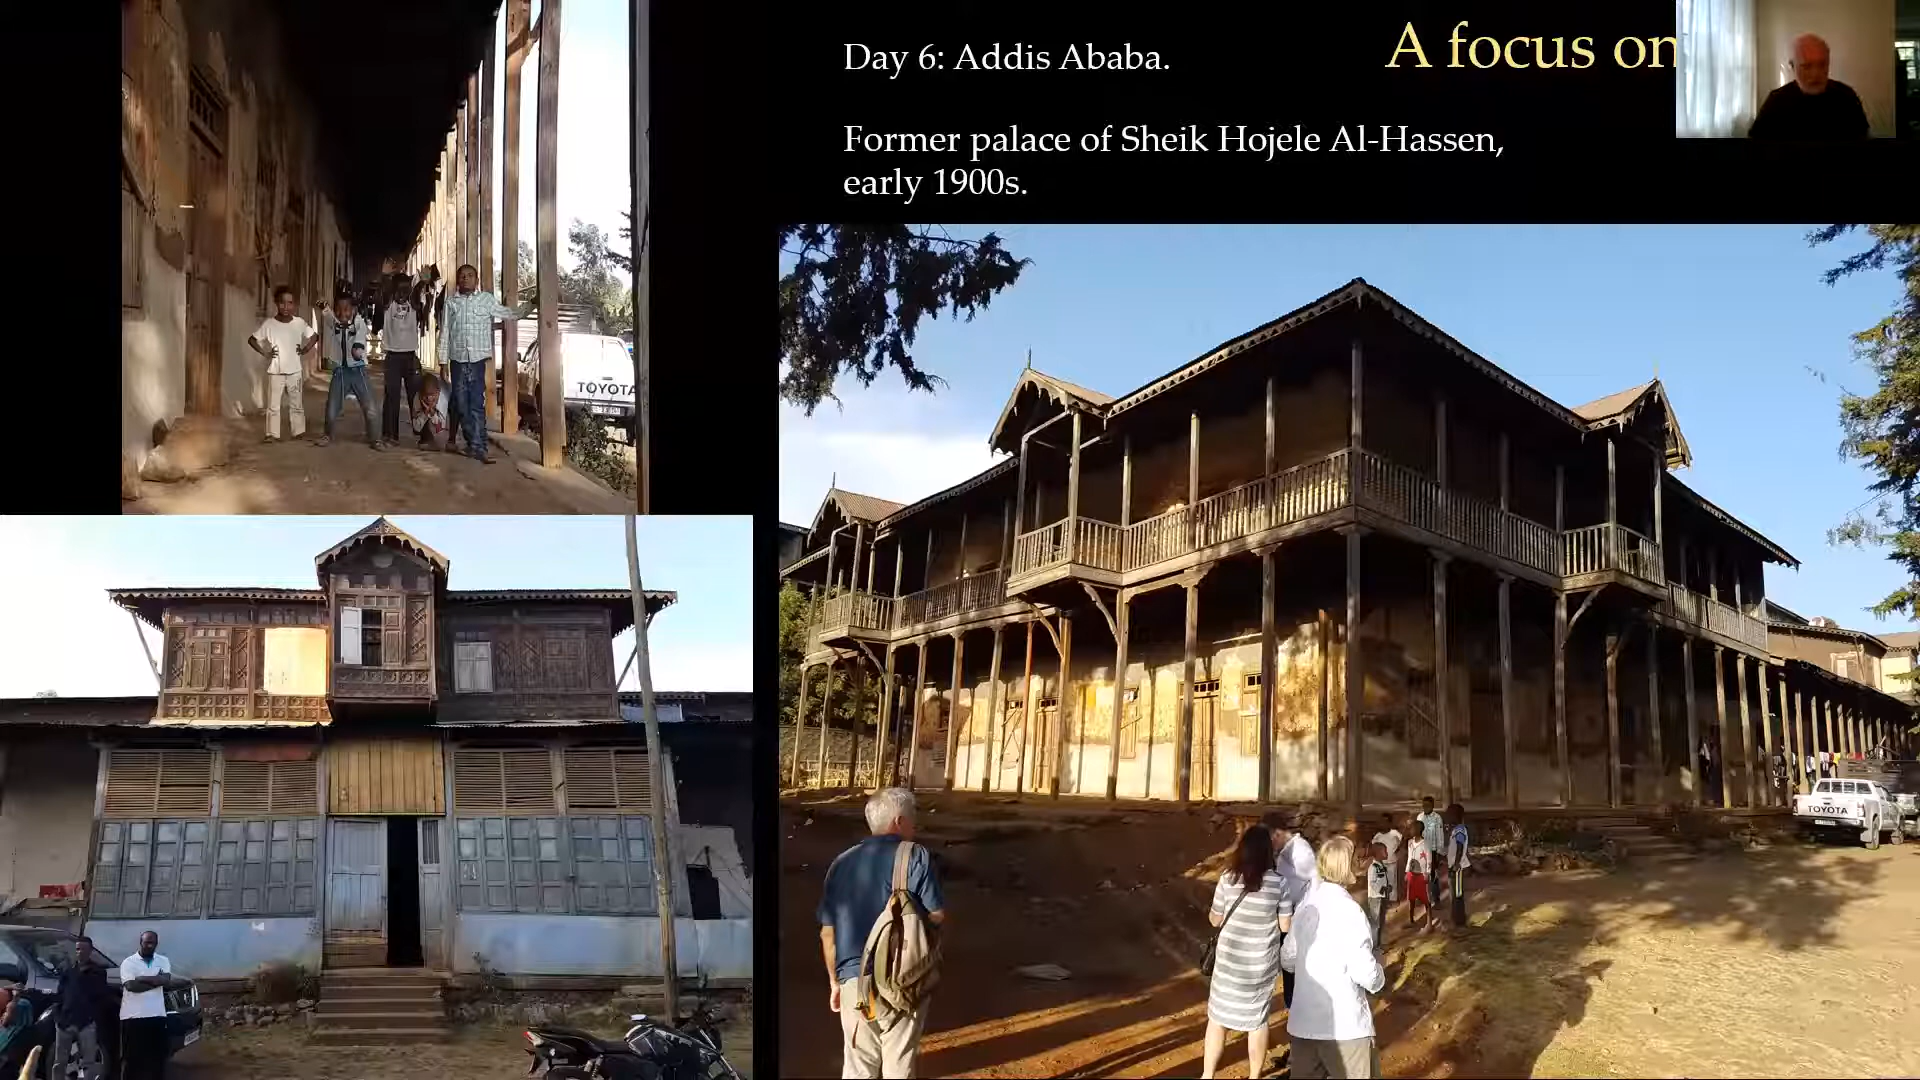 Day 6: Addis Ababa.
A focus on
Former palace of Sheik Hojele Al-Hassen,
early 1900s.
TOYOTA
TOYOTA